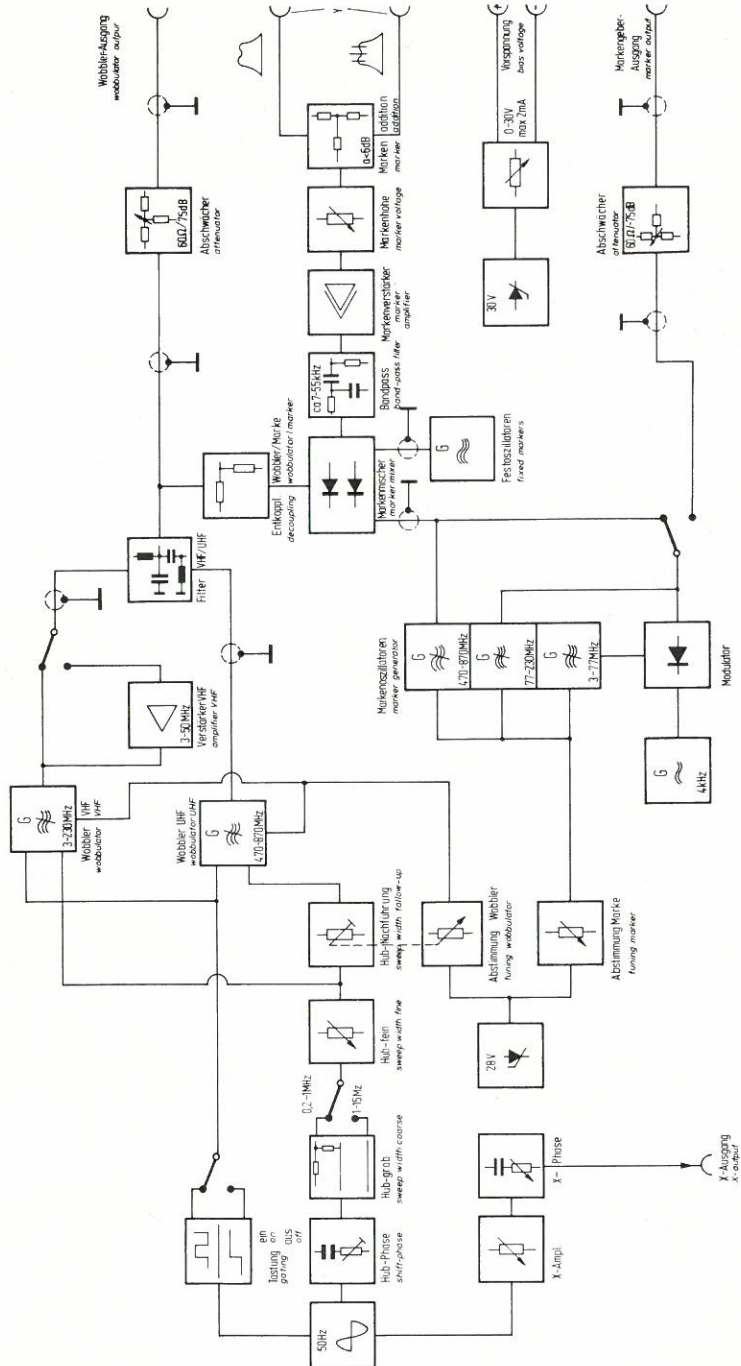 Wobbler-Ausgang
wobbulator output
Y
Vorspannung
bias voltage
+
−
Markengeber-
Ausgang
marker output
60Ω/75dB
Abschwächer
attenuator
a<6dB
Marken addition
marker addition
Markenhöhe
marker voltage
Markenverstärker
marker
amplifier
ca 7-55kHz
Bandpass
band-pass filter
0-30V
max 2mA
30V
60Ω/-75dB
Abschwächer
attenuator
Entkoppl. Wobbler/Marke
decoupling wobbulator/marker
Markenmischer
marker mixer
G
Festoszillatoren
fixed markers
Filter VHF/UHF
3-50MHz
Verstärker VHF
amplifier VHF
G
3-230MHz
Wobbler VHF
wobbulator VHF
Wobbler UHF
wobbulator UHF
G
470-870MHz
Markenoszillatoren
marker generator
G
470-870MHz
G
77-230MHz
G
3-77MHz
Modulator
G
4kHz
Hub-Nachführung
sweep width follow-up
Abstimmung Wobbler
tuning wobbulator
Abstimmung Marke
tuning marker
28V
Hub-fein
sweep width fine
0,2-1MHz
1-15Mz
Hub-grob
sweep width coarse
Hub-Phase
shift-phase
Tastung ein aus
gating on off
50Hz
X-Ampl.
X-Phase
X-Ausgang
X-output